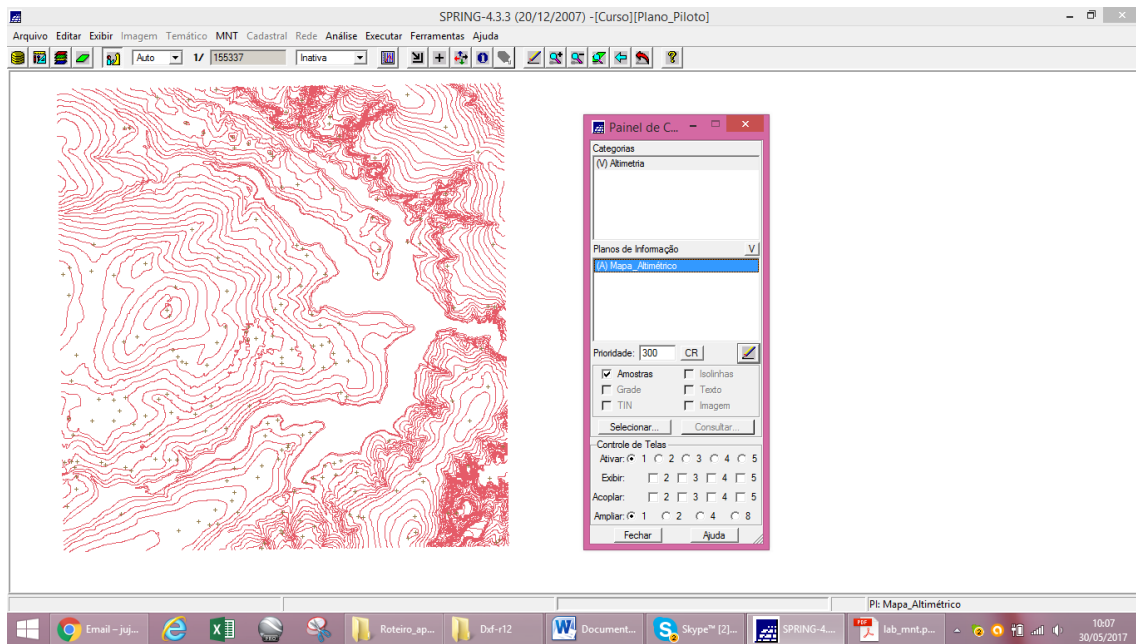 SPRING-4.3.3 (20/12/2007) -[Curso][Plano_Piloto]
Arquivo Editar Exibir Imagem Temático MNT Cadastral Rede Análise Executar Ferramentas Ajuda
Auto 1/ 155337 Inativa
Painel de C...
Categorias
(V) Altimetria
Planos de Informação V
(A) Mapa_Altimétrico
Prioridade: 300 CR
Amostras Isolinhas
Grade Texto
TIN Imagem
Selecionar... Consultar...
Controle de Telas
Ativar: 1 2 3 4 5
Exibir: 2 3 4 5
Acoplar: 2 3 4 5
Ampliar: 1 2 4 8
Fechar Ajuda
PI: Mapa_Altimétrico
Email – juj... Roteiro_ap... Dxf-r12 Document... Skype™ [2]... SPRING-4.... lab_mnt.p...
10:07
30/05/2017